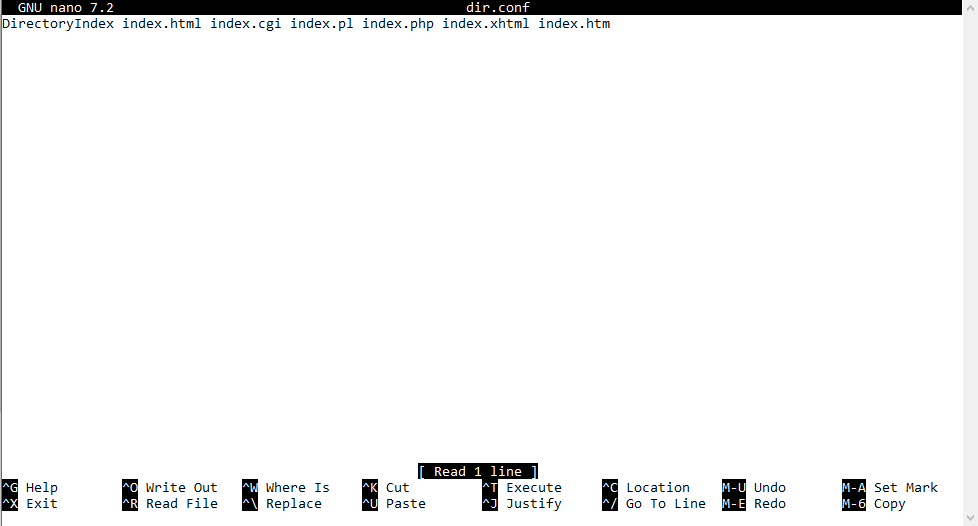 GNU nano 7.2 dir.conf
DirectoryIndex index.html index.cgi index.pl index.php index.xhtml index.htm
[ Read 1 line ]
^G Help ^O Write Out ^W Where Is ^K Cut ^T Execute ^C Location M-U Undo M-A Set Mark
^X Exit ^R Read File ^\ Replace ^U Paste ^J Justify ^/ Go To Line M-E Redo M-6 Copy